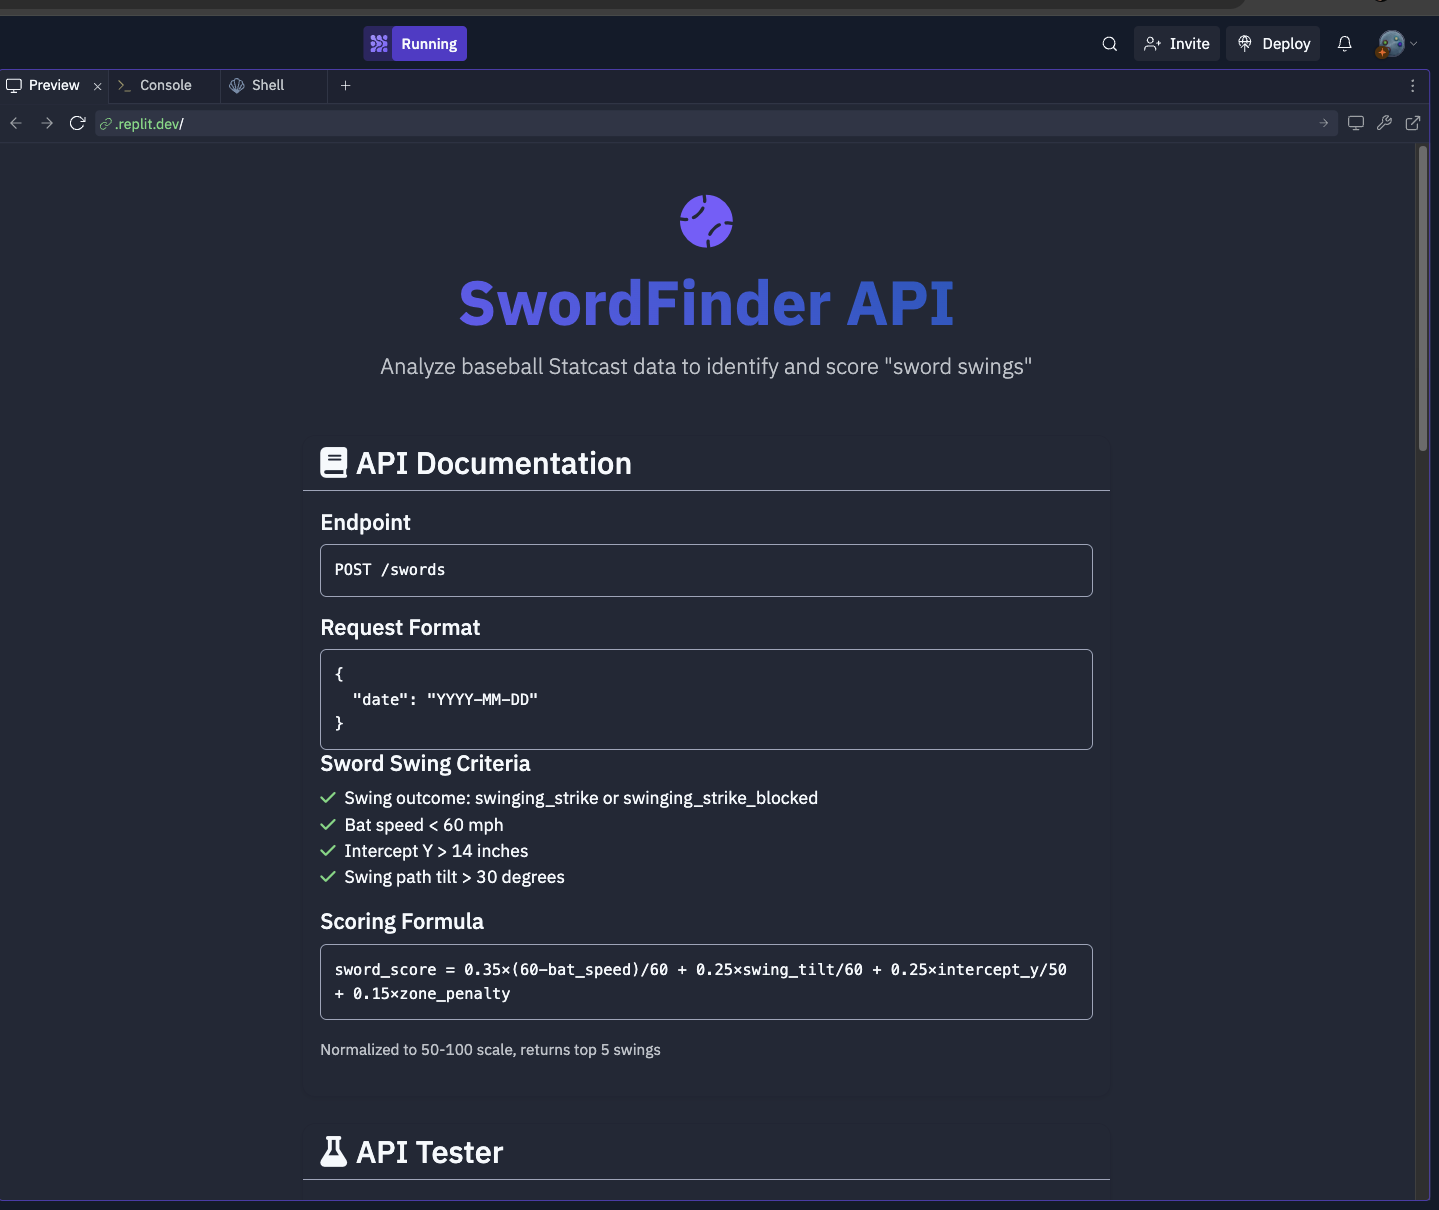 Running
Invite
Deploy
Preview
Console
Shell
.replit.dev/
SwordFinder API
Analyze baseball Statcast data to identify and score "sword swings"
API Documentation
Endpoint
POST /swords
Request Format
{
"date": "YYYY-MM-DD"
}
Sword Swing Criteria
Swing outcome: swinging_strike or swinging_strike_blocked
Bat speed < 60 mph
Intercept Y > 14 inches
Swing path tilt > 30 degrees
Scoring Formula
sword_score = 0.35×(60-bat_speed)/60 + 0.25×swing_tilt/60 + 0.25×intercept_y/50
+ 0.15×zone_penalty
Normalized to 50-100 scale, returns top 5 swings
API Tester